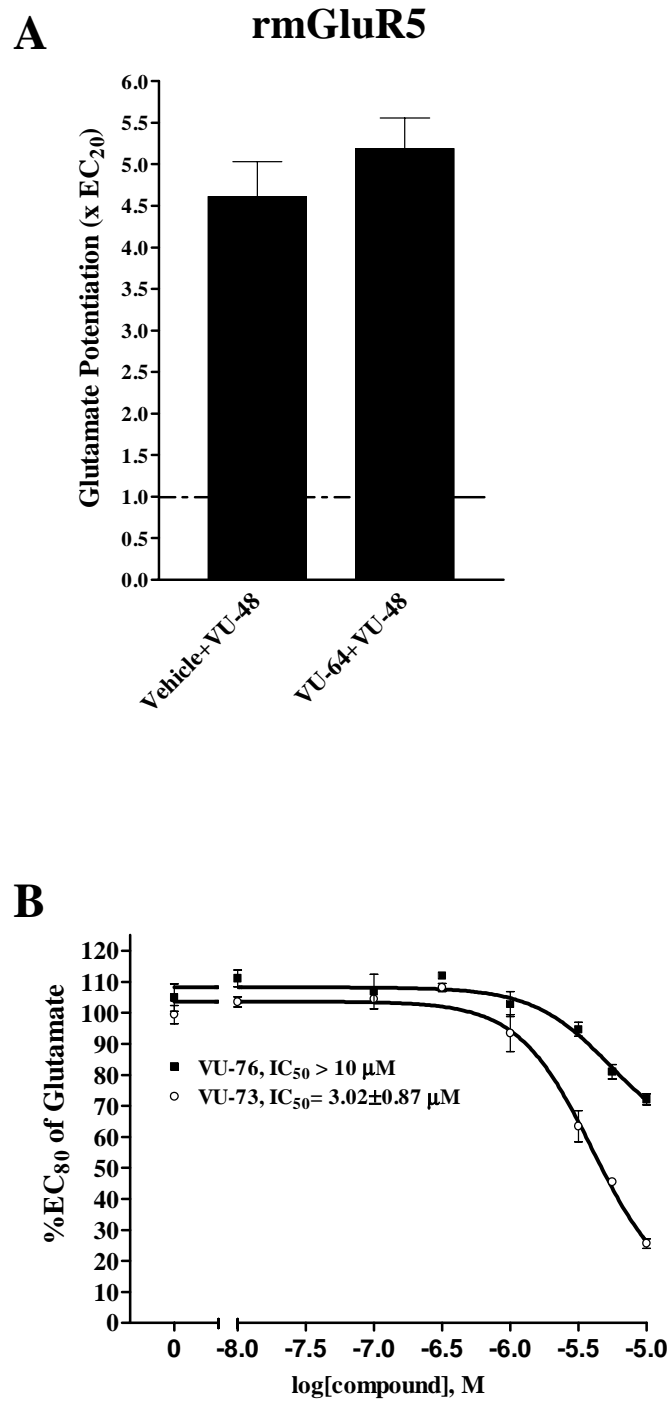 A
rmGluR5
Glutamate Potentiation (x EC20)
6.0
5.5
5.0
4.5
4.0
3.5
3.0
2.5
2.0
1.5
1.0
0.5
0.0
Vehicle+VU-48
VU-64+VU-48
B
%EC80 of Glutamate
120
110
100
90
80
70
60
50
40
30
20
10
0
VU-76, IC50 > 10 μM
VU-73, IC50= 3.02±0.87 μM
0 -8.0 -7.5 -7.0 -6.5 -6.0 -5.5 -5.0
log[compound], M